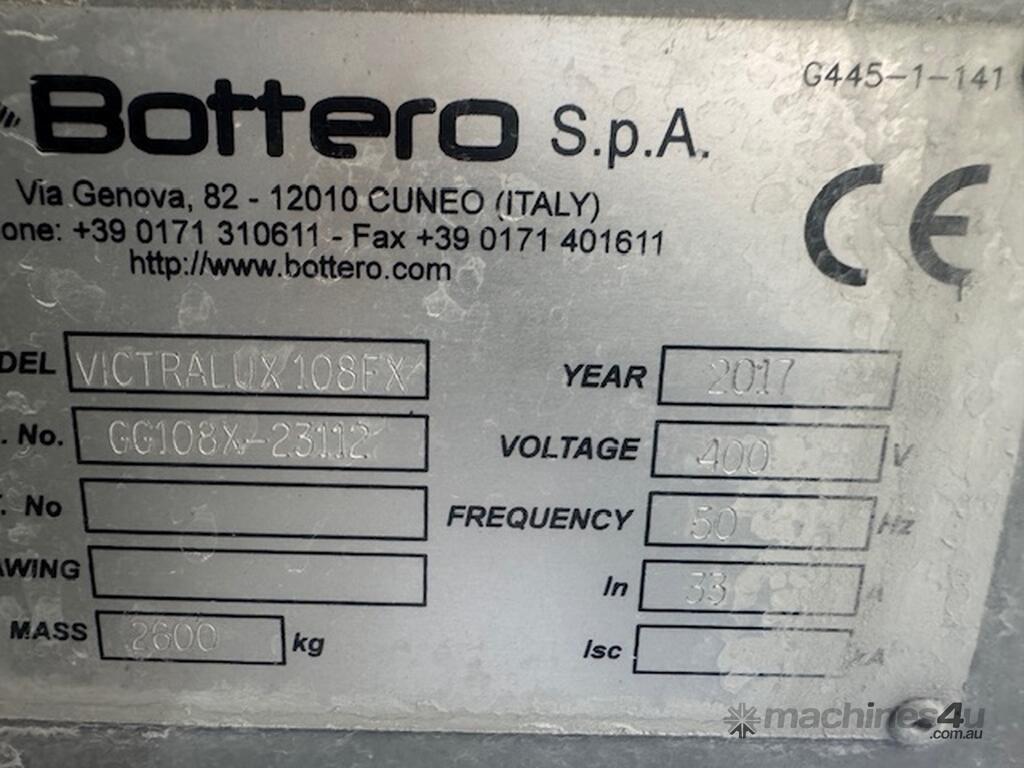 G445-1-141
Bottero S.p.A.
Via Genova, 82 - 12010 CUNEO (ITALY)
one: +39 0171 310611 - Fax +39 0171 401611
http://www.bottero.com
CE
DEL VICTRALUX 108FX
YEAR 2017
. No. GG108X-23112
VOLTAGE 400 V
. No
FREQUENCY 50 Hz
AWING
In 33 A
MASS 2600 kg
Isc kA
machines4u
.com.au